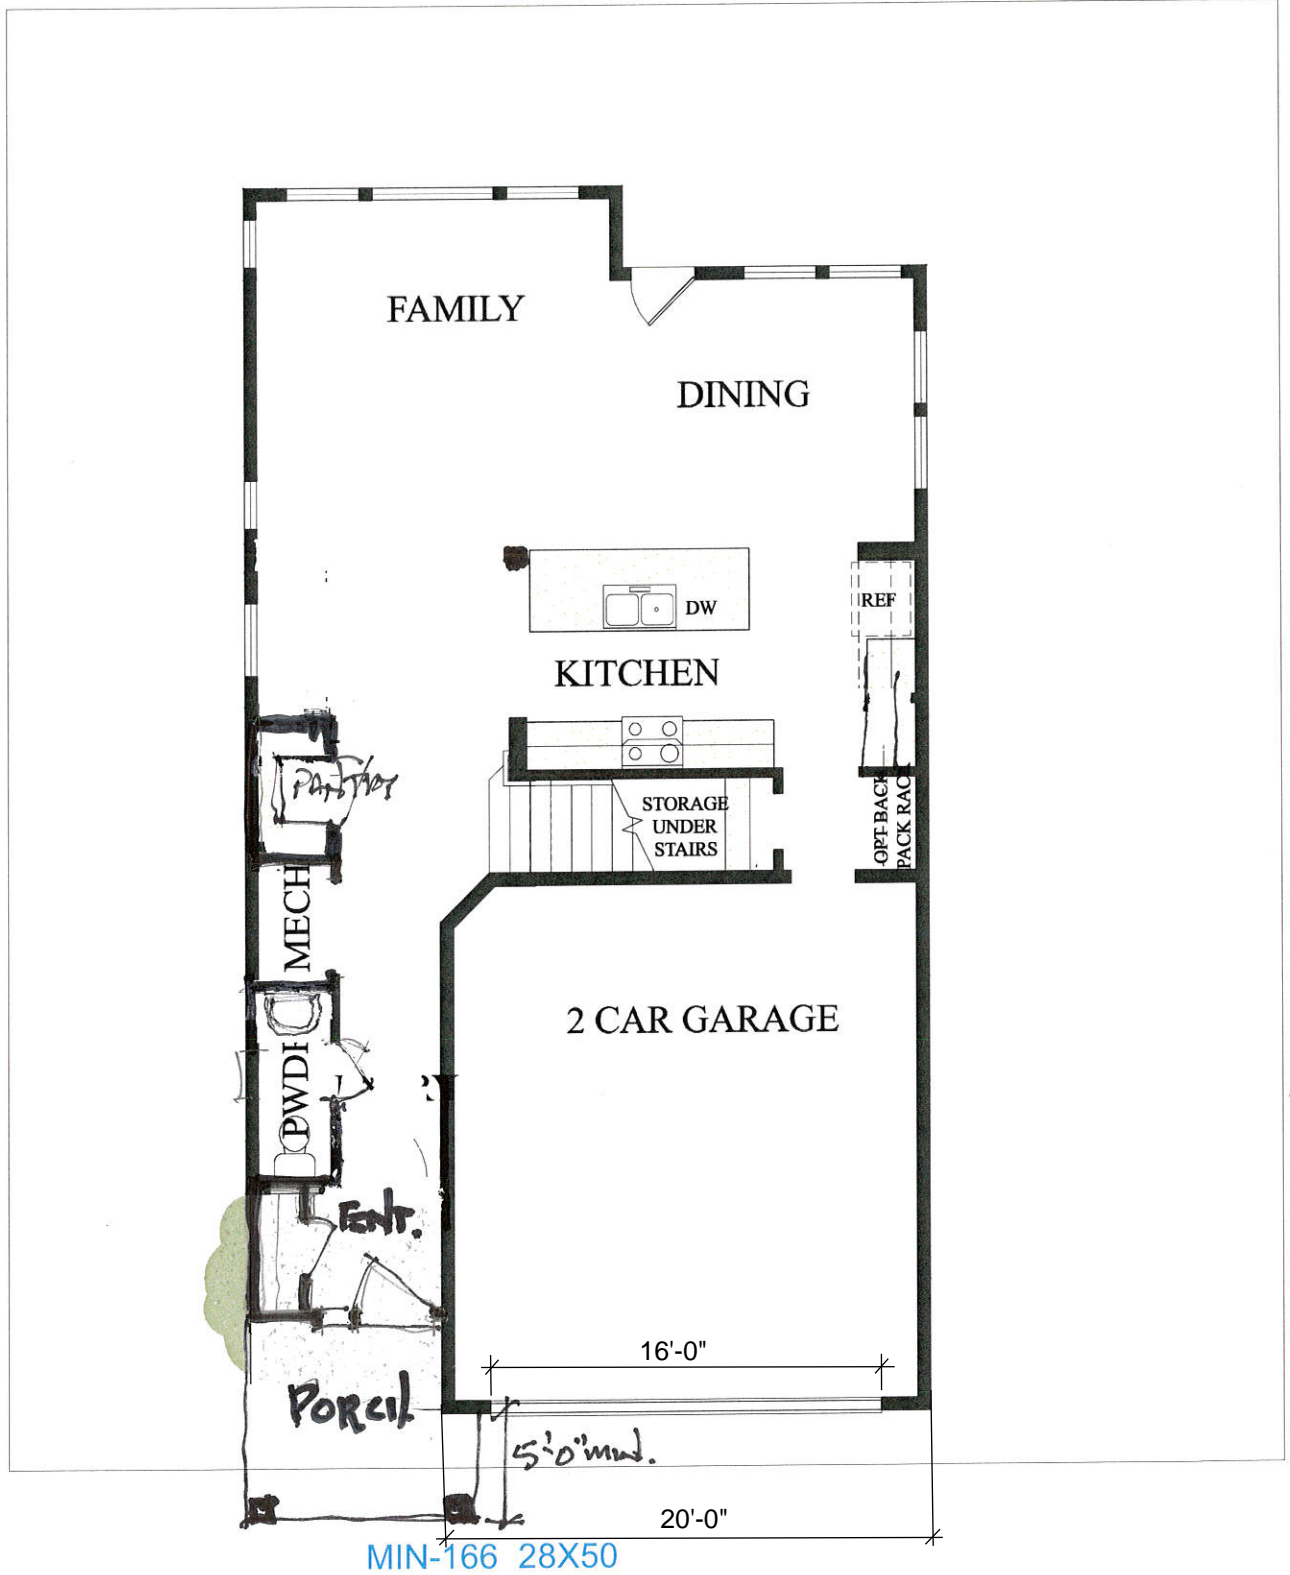 FAMILY
DINING
DW
REF
KITCHEN
PANTRY
STORAGE
UNDER
STAIRS
OPT BACK
PACK RACK
MECH
2 CAR GARAGE
PWDR
ENT.
16'-0"
PORCH
5'-0" MIN.
20'-0"
MIN-166 28X50